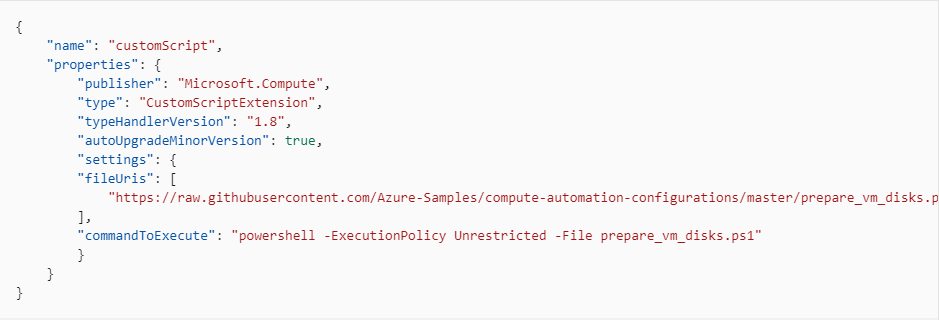 {
    "name": "customScript",
    "properties": {
        "publisher": "Microsoft.Compute",
        "type": "CustomScriptExtension",
        "typeHandlerVersion": "1.8",
        "autoUpgradeMinorVersion": true,
        "settings": {
        "fileUris": [
            "https://raw.githubusercontent.com/Azure-Samples/compute-automation-configurations/master/prepare_vm_disks.p
        ],
        "commandToExecute": "powershell -ExecutionPolicy Unrestricted -File prepare_vm_disks.ps1"
        }
    }
}